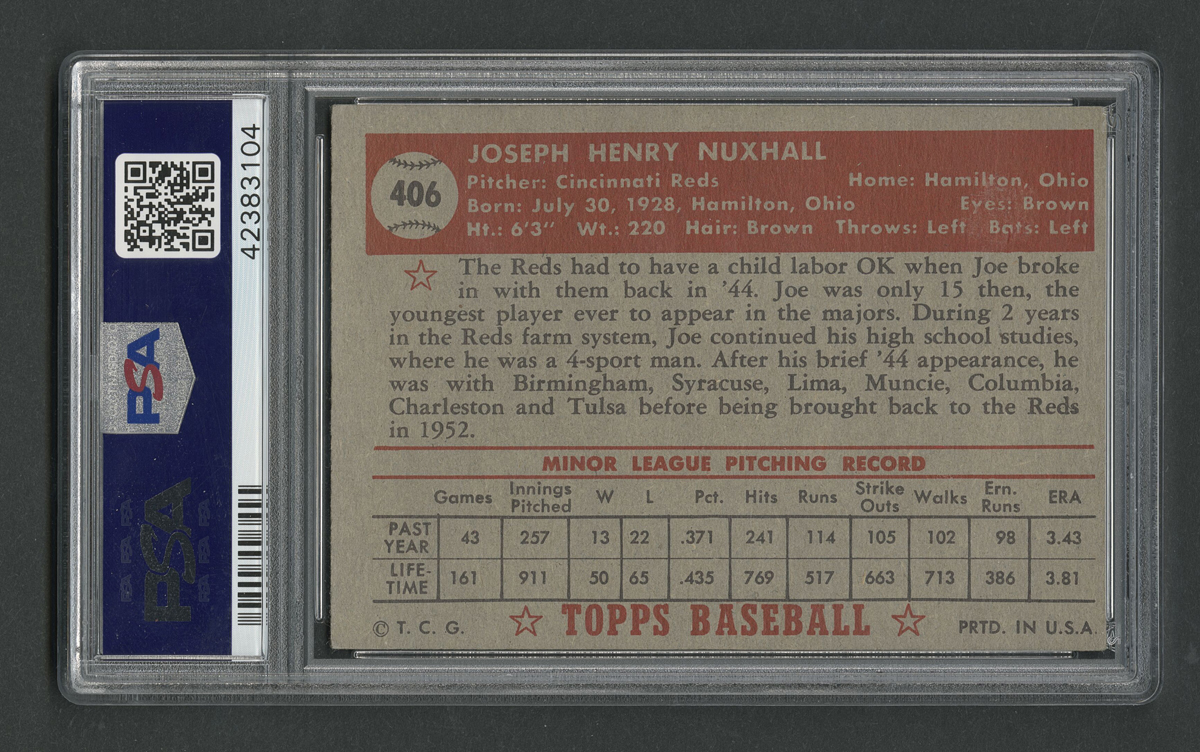 42383104
PSA
PSA
406
JOSEPH HENRY NUXHALL
Pitcher: Cincinnati Reds Home: Hamilton, Ohio
Born: July 30, 1928, Hamilton, Ohio Eyes: Brown
Ht.: 6'3" Wt.: 220 Hair: Brown Throws: Left Bats: Left
The Reds had to have a child labor OK when Joe broke
in with them back in '44. Joe was only 15 then, the
youngest player ever to appear in the majors. During 2 years
in the Reds farm system, Joe continued his high school studies,
where he was a 4-sport man. After his brief '44 appearance, he
was with Birmingham, Syracuse, Lima, Muncie, Columbia,
Charleston and Tulsa before being brought back to the Reds
in 1952.
MINOR LEAGUE PITCHING RECORD
Games Innings Pitched W L Pct. Hits Runs Strike Outs Walks Ern. Runs ERA
PAST YEAR 43 257 13 22 .371 241 114 105 102 98 3.43
LIFE-TIME 161 911 50 65 .435 769 517 663 713 386 3.81
© T. C. G. TOPPS BASEBALL PRTD. IN U.S.A.